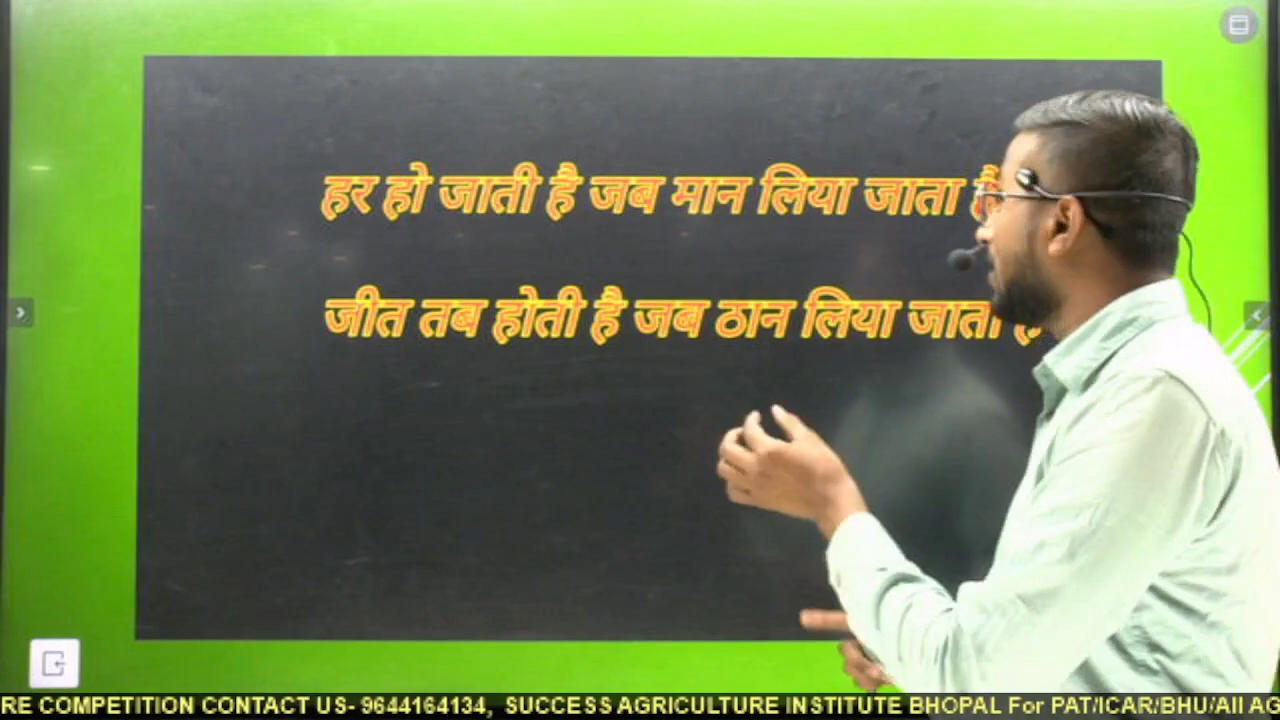 हर हो जाती है जब मान लिया जाता
जीत तब होती है जब ठान लिया जाता
RE COMPETITION CONTACT US- 9644164134, SUCCESS AGRICULTURE INSTITUTE BHOPAL For PAT/ICAR/BHU/All AG